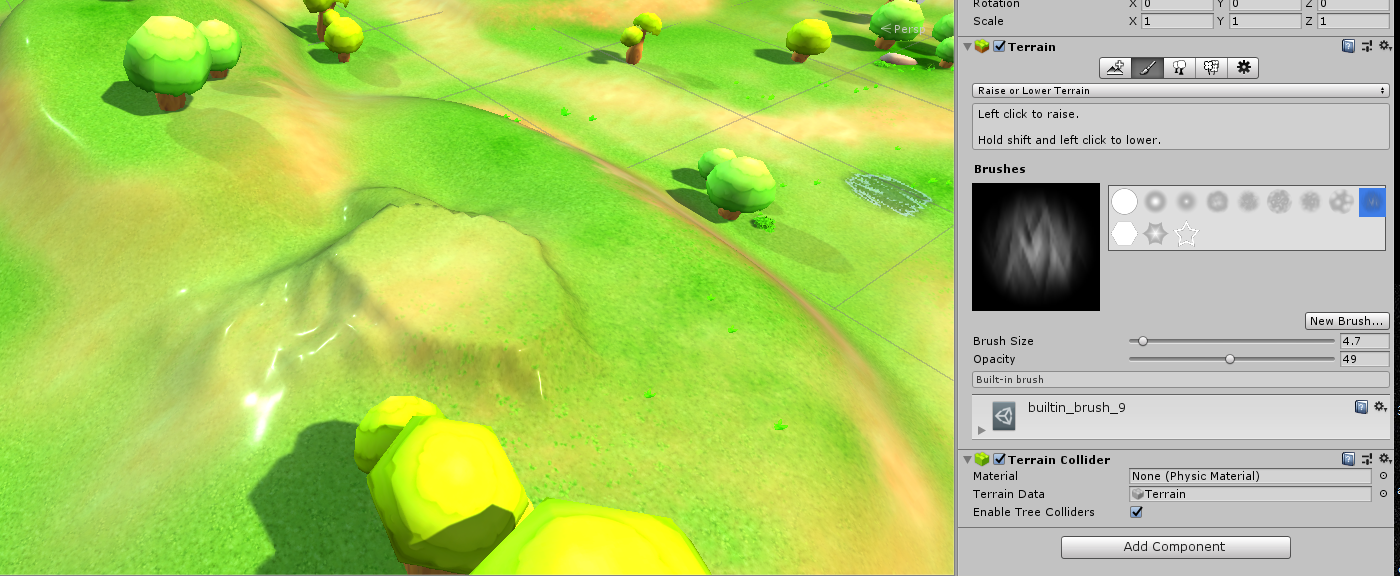 Persp
Rotation X 0 Y 0 Z 0
Scale X 1 Y 1 Z 1
Terrain
Raise or Lower Terrain
Left click to raise.
Hold shift and left click to lower.
Brushes
New Brush...
Brush Size 4.7
Opacity 49
Built-in brush
builtin_brush_9
Terrain Collider
Material None (Physic Material)
Terrain Data Terrain
Enable Tree Colliders
Add Component